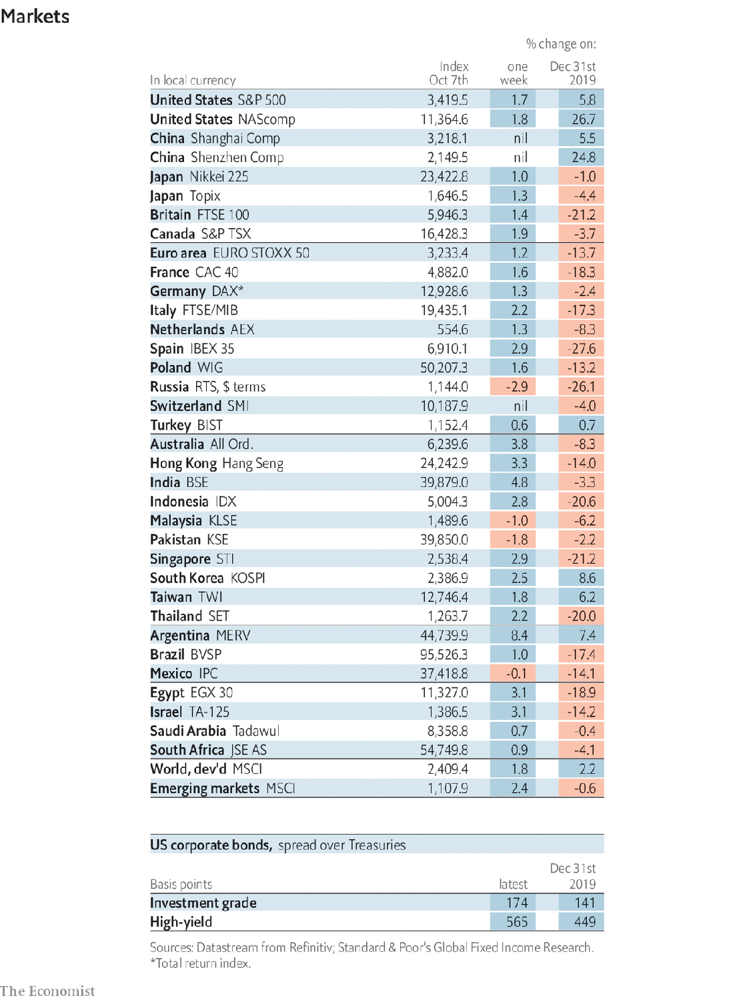 Markets
% change on:
Index one Dec 31st
In local currency Oct 7th week 2019
United States S&P 500 3,419.5 1.7 5.8
United States NAScomp 11,364.6 1.8 26.7
China Shanghai Comp 3,218.1 nil 5.5
China Shenzhen Comp 2,149.5 nil 24.8
Japan Nikkei 225 23,422.8 1.0 -1.0
Japan Topix 1,646.5 1.3 -4.4
Britain FTSE 100 5,946.3 1.4 -21.2
Canada S&P TSX 16,428.3 1.9 -3.7
Euro area EURO STOXX 50 3,233.4 1.2 -13.7
France CAC 40 4,882.0 1.6 -18.3
Germany DAX* 12,928.6 1.3 -2.4
Italy FTSE/MIB 19,435.1 2.2 -17.3
Netherlands AEX 554.6 1.3 -8.3
Spain IBEX 35 6,910.1 2.9 -27.6
Poland WIG 50,207.3 1.6 -13.2
Russia RTS, $ terms 1,144.0 -2.9 -26.1
Switzerland SMI 10,187.9 nil -4.0
Turkey BIST 1,152.4 0.6 0.7
Australia All Ord. 6,239.6 3.8 -8.3
Hong Kong Hang Seng 24,242.9 3.3 -14.0
India BSE 39,879.0 4.8 -3.3
Indonesia IDX 5,004.3 2.8 -20.6
Malaysia KLSE 1,489.6 -1.0 -6.2
Pakistan KSE 39,850.0 -1.8 -2.2
Singapore STI 2,538.4 2.9 -21.2
South Korea KOSPI 2,386.9 2.5 8.6
Taiwan TWI 12,746.4 1.8 6.2
Thailand SET 1,263.7 2.2 -20.0
Argentina MERV 44,739.9 8.4 7.4
Brazil BVSP 95,526.3 1.0 -17.4
Mexico IPC 37,418.8 -0.1 -14.1
Egypt EGX 30 11,327.0 3.1 -18.9
Israel TA-125 1,386.5 3.1 -14.2
Saudi Arabia Tadawul 8,358.8 0.7 -0.4
South Africa JSE AS 54,749.8 0.9 -4.1
World, dev'd MSCI 2,409.4 1.8 2.2
Emerging markets MSCI 1,107.9 2.4 -0.6
US corporate bonds, spread over Treasuries
Dec 31st
Basis points latest 2019
Investment grade 174 141
High-yield 565 449
Sources: Datastream from Refinitiv; Standard & Poor's Global Fixed Income Research.
*Total return index.
The Economist